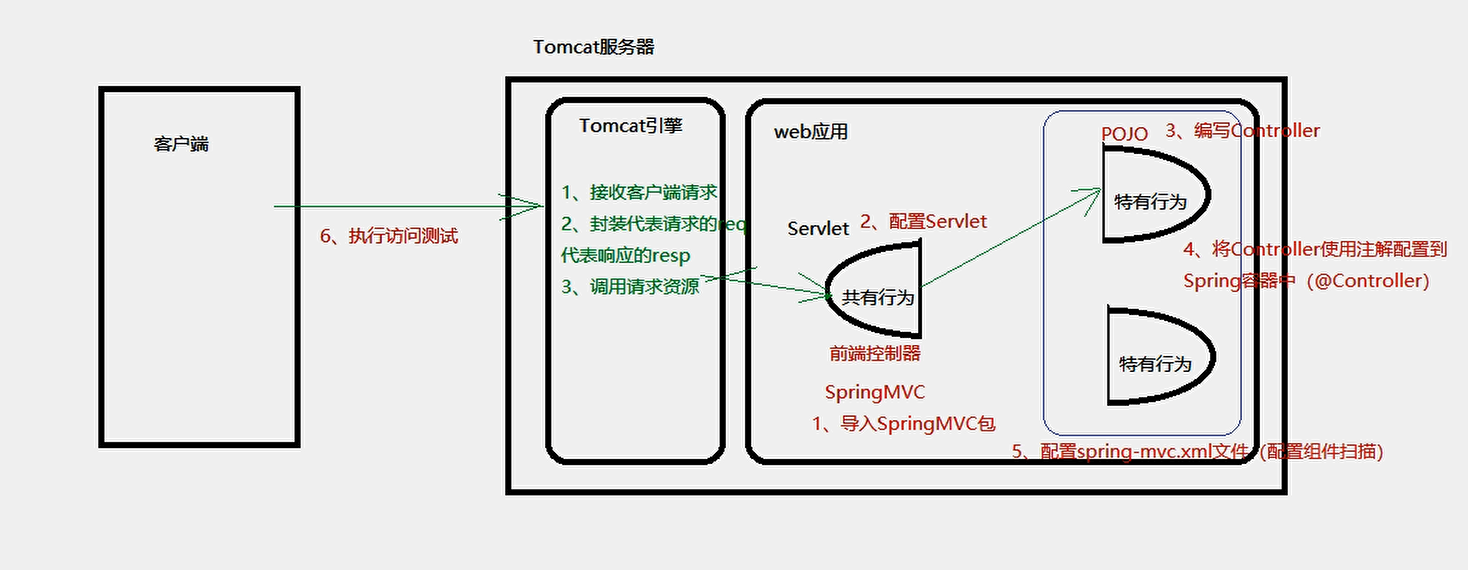 Tomcat服务器
客户端
Tomcat引擎
web应用
POJO
3、编写Controller
1、接收客户端请求
2、封装代表请求的req
代表响应的resp
3、调用请求资源
6、执行访问测试
Servlet
2、配置Servlet
特有行为
4、将Controller使用注解配置到
Spring容器中（@Controller）
共有行为
前端控制器
特有行为
SpringMVC
1、导入SpringMVC包
5、配置spring-mvc.xml文件（配置组件扫描）